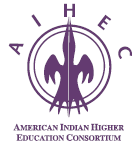 AIHEC
AMERICAN INDIAN HIGHER
EDUCATION CONSORTIUM